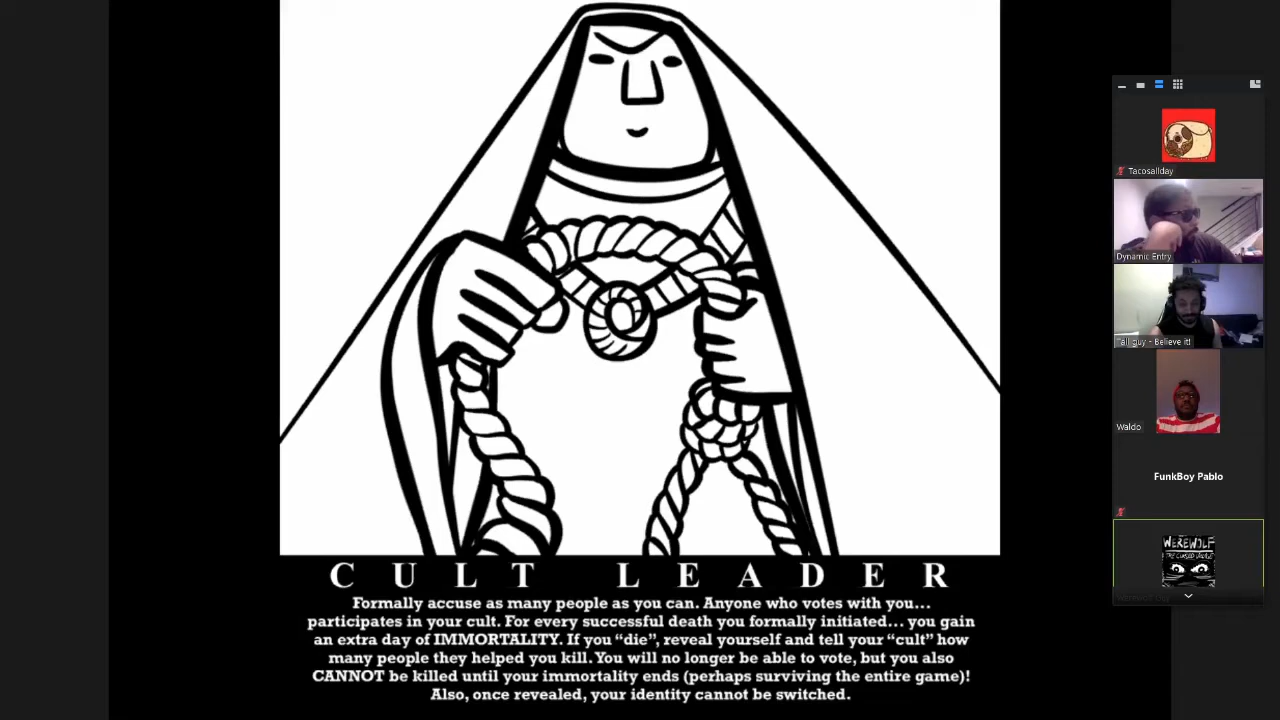 CULT LEADER
Formally accuse as many people as you can. Anyone who votes with you...
participates in your cult. For every successful death you formally initiated... you gain
an extra day of IMMORTALITY. If you “die”, reveal yourself and tell your “cult” how
many people they helped you kill. You will no longer be able to vote, but you also
CANNOT be killed until your immortality ends (perhaps surviving the entire game)!
Also, once revealed, your identity cannot be switched.
Tacosallday
Dynamic Entry
all guy - Believe it!
Waldo
FunkBoy Pablo
WEREWOLF